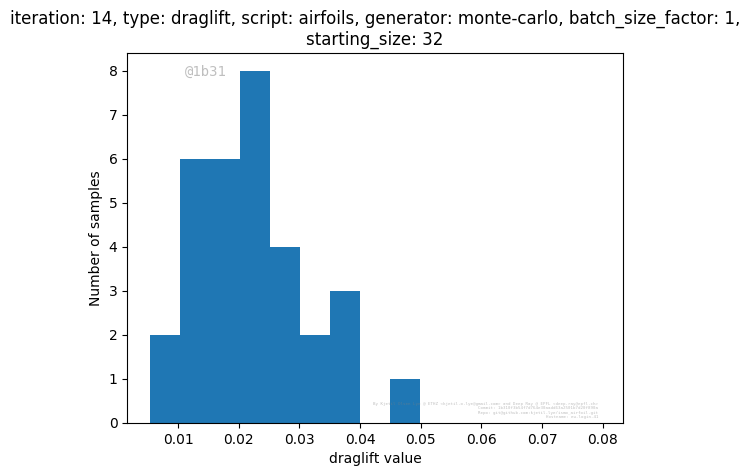 iteration: 14, type: draglift, script: airfoils, generator: monte-carlo, batch_size_factor: 1,
starting_size: 32
@1b31
8
7
6
5
4
3
2
1
0
Number of samples
0.01 0.02 0.03 0.04 0.05 0.06 0.07 0.08
draglift value